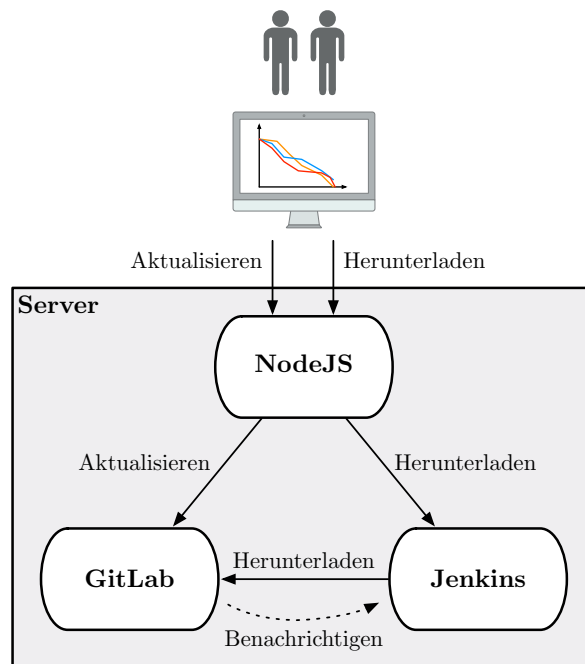 Aktualisieren
Herunterladen
Server
NodeJS
Aktualisieren
Herunterladen
GitLab
Herunterladen
Jenkins
Benachrichtigen